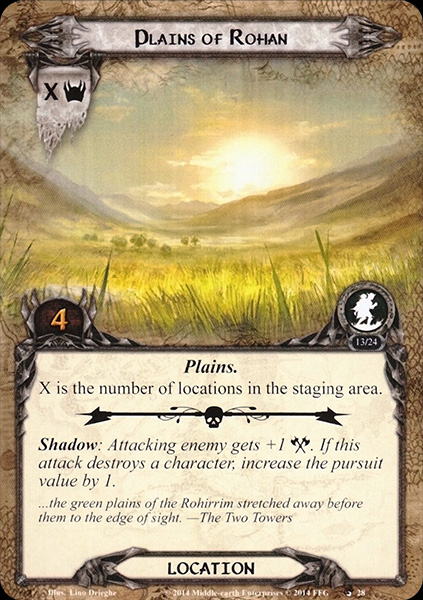 Plains of Rohan
X
4
13/24
Plains.
X is the number of locations in the staging area.
Shadow: Attacking enemy gets +1. If this
attack destroys a character, increase the pursuit
value by 1.
...the green plains of the Rohirrim stretched away before
them to the edge of sight. —The Two Towers
LOCATION
Illus. Lino Drieghe
© 2014 Middle-earth Enterprises © 2014 FFG
28